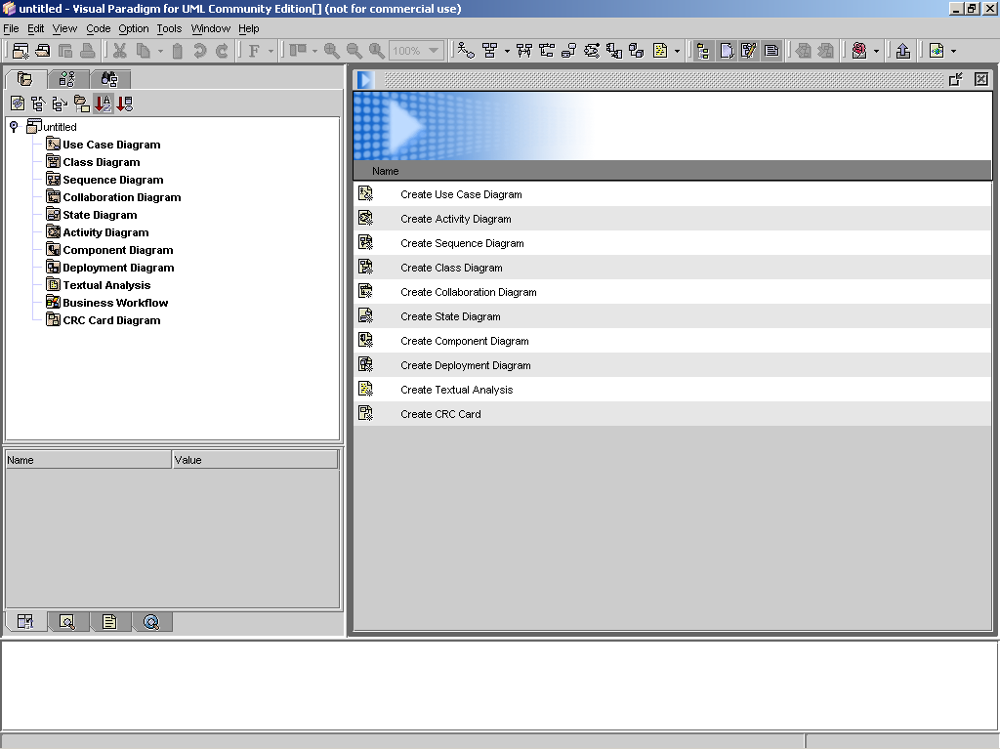 untitled - Visual Paradigm for UML Community Edition[] (not for commercial use)
File Edit View Code Option Tools Window Help
F 100%
untitled
Use Case Diagram
Class Diagram
Sequence Diagram
Collaboration Diagram
State Diagram
Activity Diagram
Component Diagram
Deployment Diagram
Textual Analysis
Business Workflow
CRC Card Diagram
Name Value
Name
Create Use Case Diagram
Create Activity Diagram
Create Sequence Diagram
Create Class Diagram
Create Collaboration Diagram
Create State Diagram
Create Component Diagram
Create Deployment Diagram
Create Textual Analysis
Create CRC Card